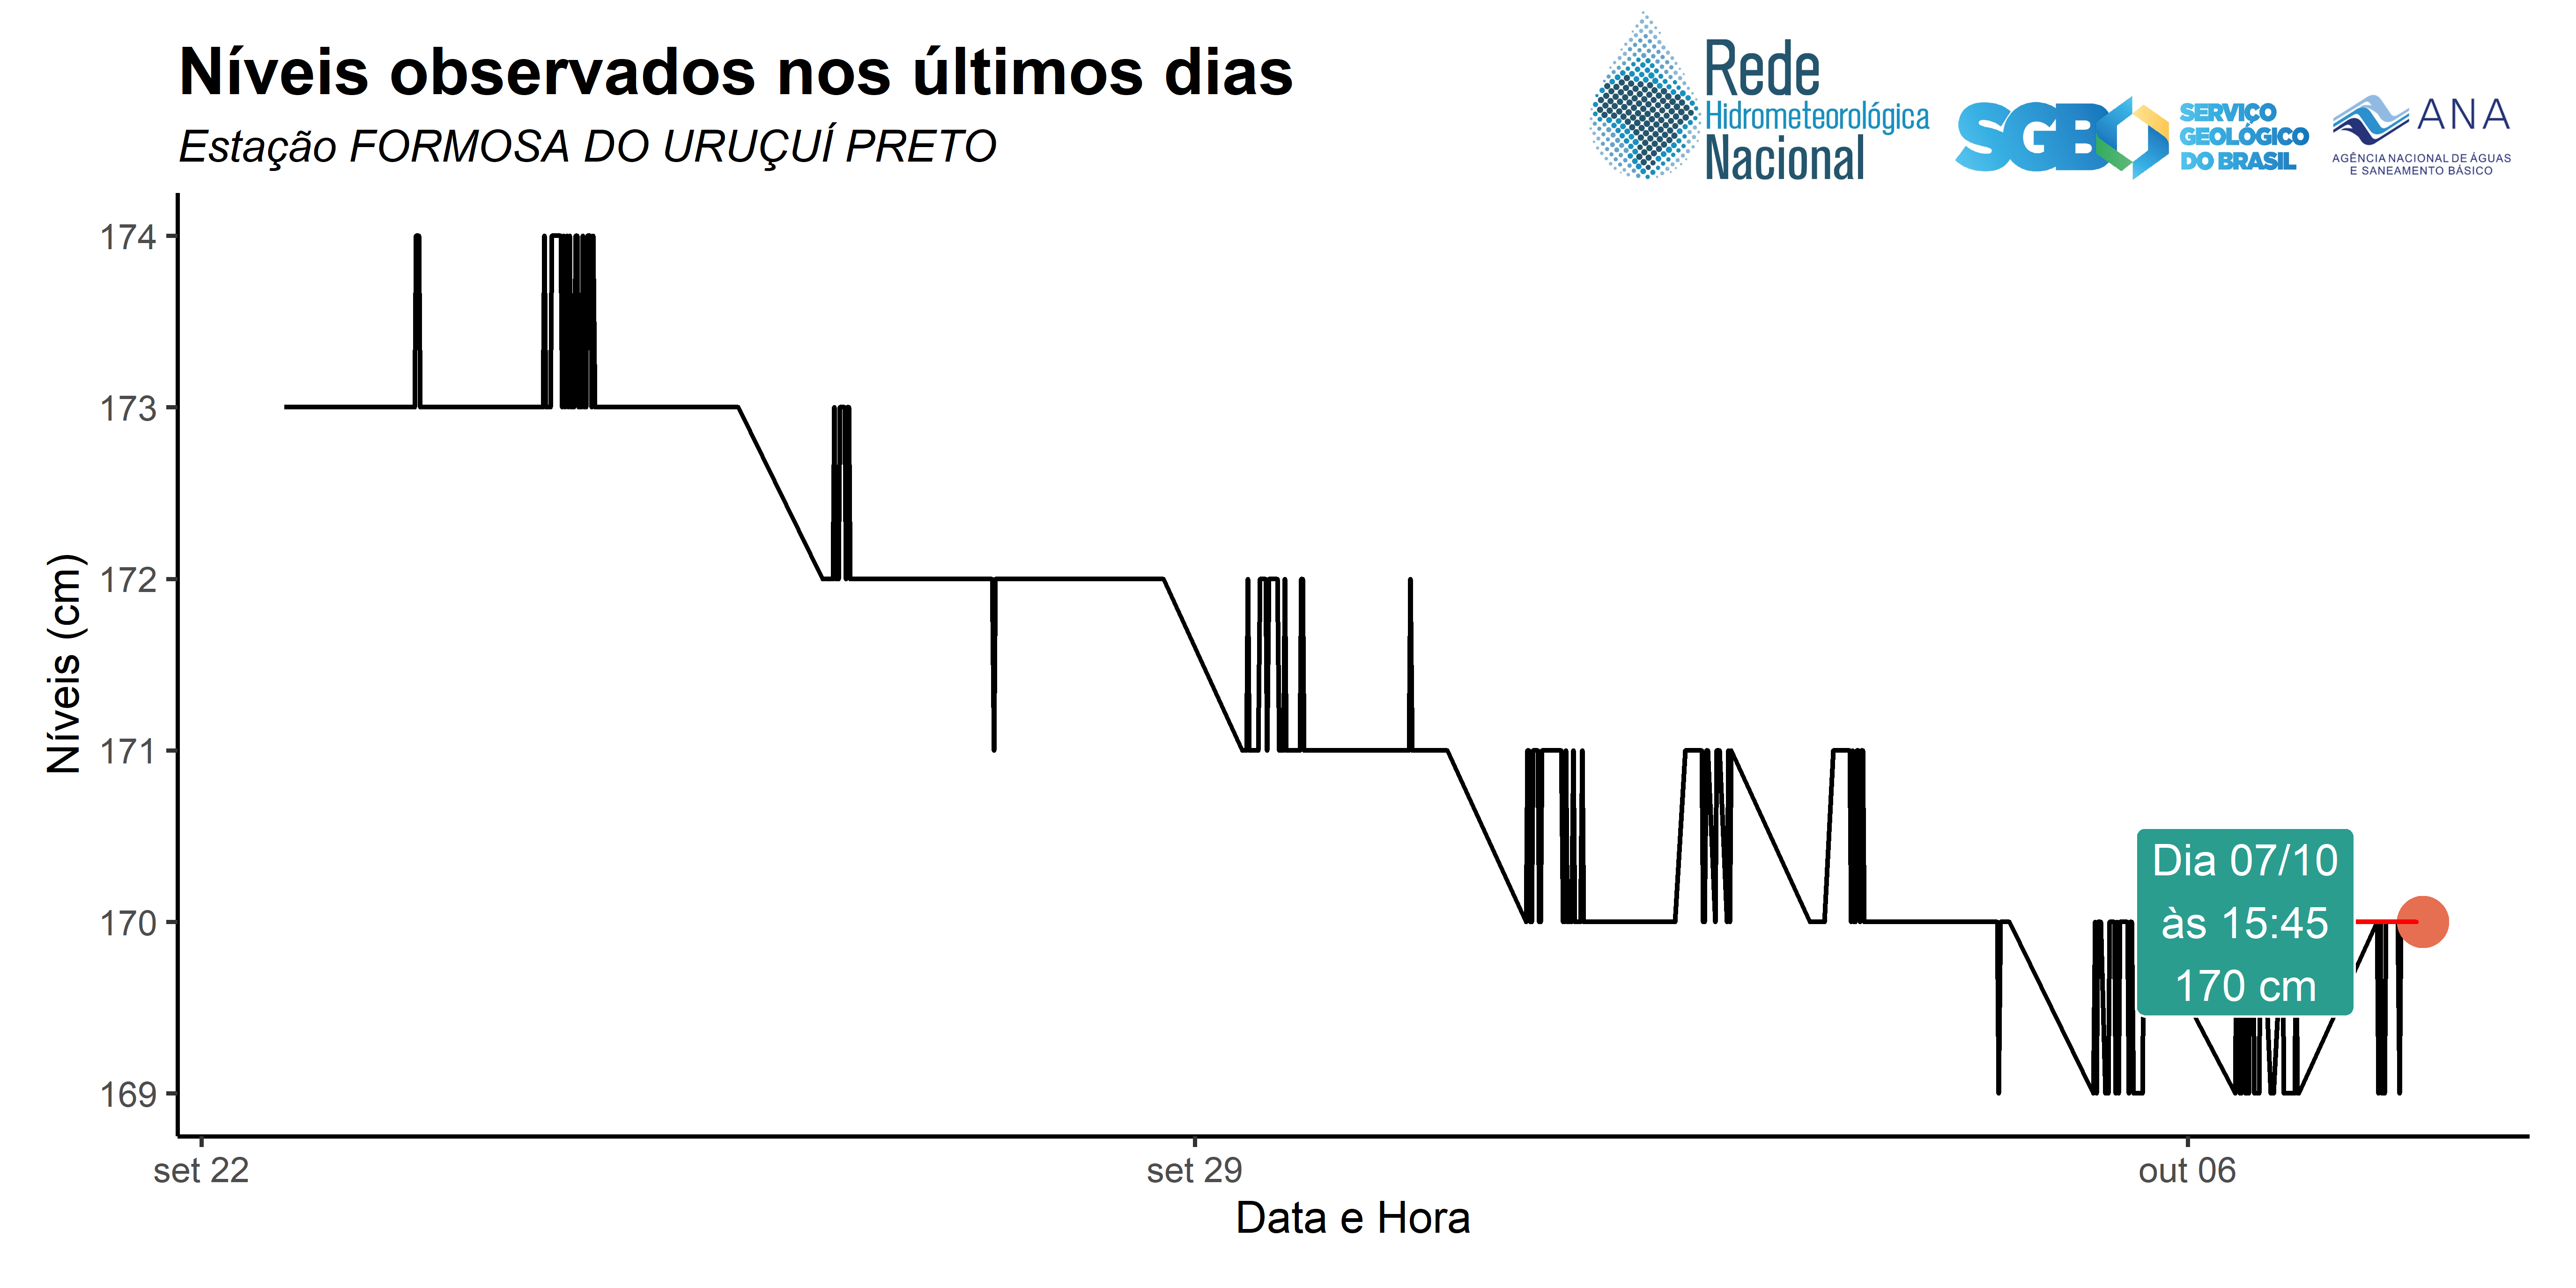 Níveis observados nos últimos dias
Estação FORMOSA DO URUÇUÍ PRETO
Rede
Hidrometeorológica
Nacional
SGB
SERVIÇO
GEOLÓGICO
DO BRASIL
ANA
AGÊNCIA NACIONAL DE ÁGUAS
E SANEAMENTO BÁSICO
Níveis (cm)
174
173
172
171
170
169
Dia 07/10
às 15:45
170 cm
set 22
set 29
out 06
Data e Hora